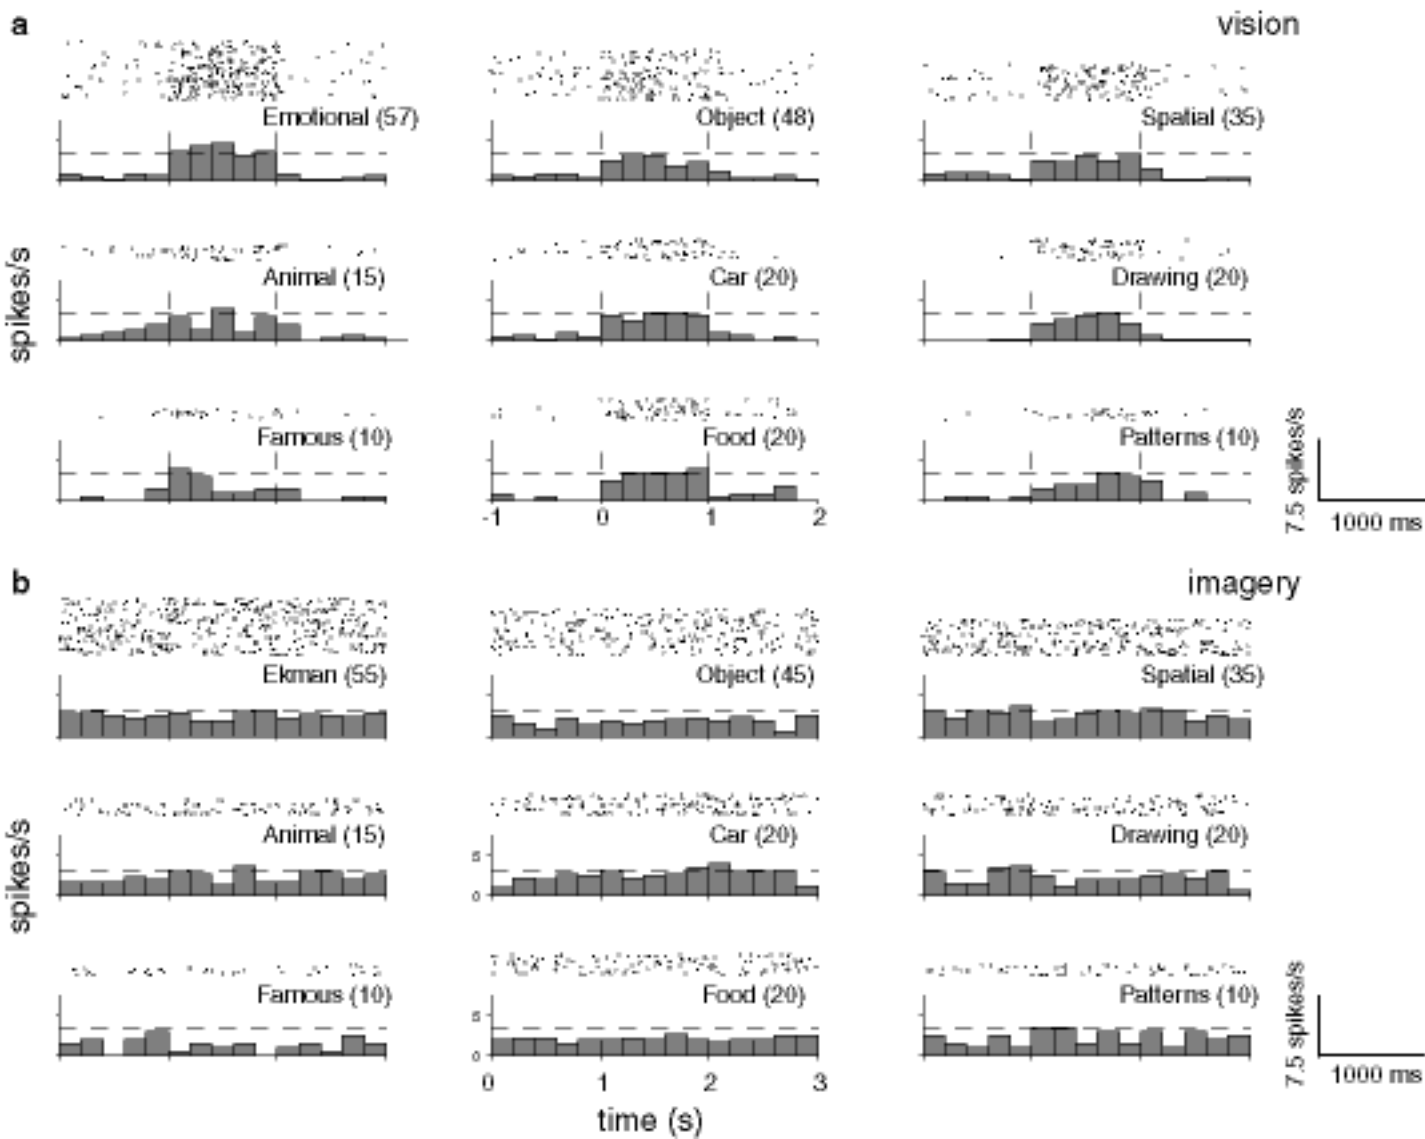 a
vision
Emotional (57)
Object (48)
Spatial (35)
spikes/s
Animal (15)
Car (20)
Drawing (20)
Famous (10)
Food (20)
Patterns (10)
-1
0
1
2
7.5 spikes/s
1000 ms
b
imagery
Ekman (55)
Object (45)
Spatial (35)
spikes/s
Animal (15)
Car (20)
Drawing (20)
5
0
Famous (10)
Food (20)
Patterns (10)
5
0
0
1
2
3
time (s)
7.5 spikes/s
1000 ms